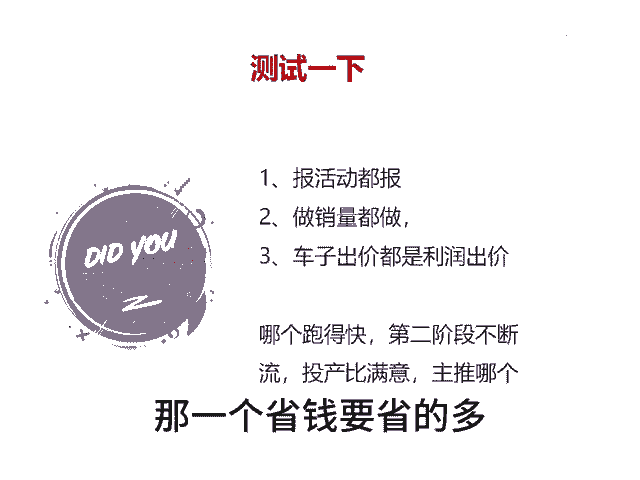 测试一下
DID YOU
1、报活动都报
2、做销量都做，
3、车子出价都是利润出价
哪个跑得快，第二阶段不断
流，投产比满意，主推哪个
那一个省钱要省的多